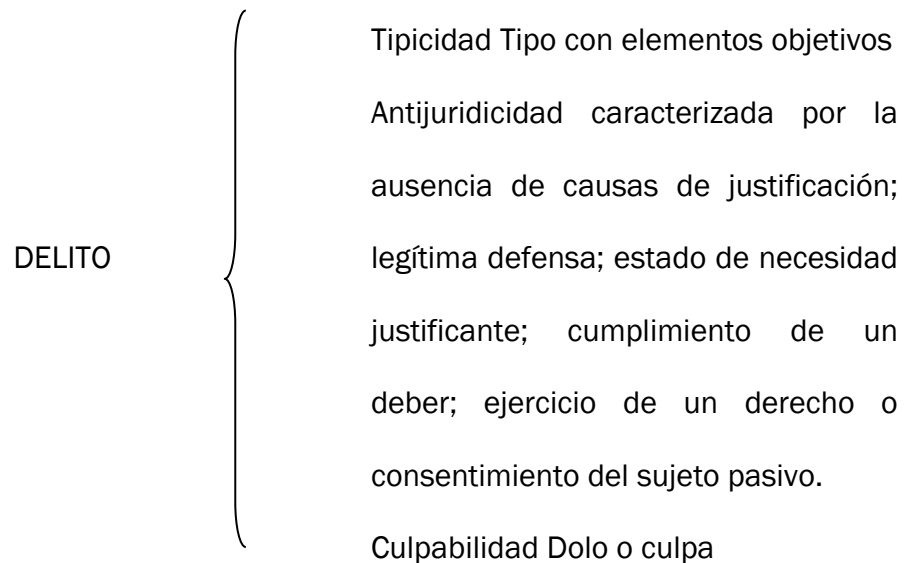 Tipicidad Tipo con elementos objetivos
Antijuridicidad caracterizada por la
ausencia de causas de justificación;
DELITO
legítima defensa; estado de necesidad
justificante; cumplimiento de un
deber; ejercicio de un derecho o
consentimiento del sujeto pasivo.
Culpabilidad Dolo o culpa